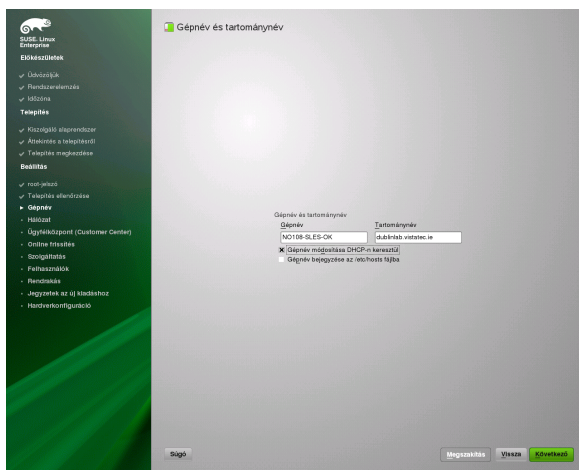 SUSE. Linux
Enterprise
Előkészületek
Üdvözöljük
Rendszerelemzés
Időzóna
Telepítés
Kiszolgáló alaprendszer
Áttekintés a telepítésről
Telepítés megkezdése
Beállítás
root-jelszó
Telepítés ellenőrzése
Gépnév
Hálózat
Ügyfélközpont (Customer Center)
Online frissítés
Szolgáltatás
Felhasználók
Rendrakás
Jegyzetek az új kiadáshoz
Hardverkonfiguráció
Gépnév és tartománynév
Gépnév és tartománynév
Gépnév Tartománynév
NO108-SLES-OK dublinlab.vistatec.ie
Gépnév módosítása DHCP-n keresztül
Gépnév bejegyzése az /etc/hosts fájlba
Súgó Megszakítás Vissza Következő